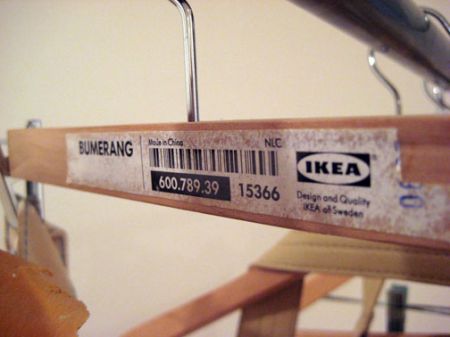 BUMERANG
Made in China
NLC
600.789.39
15366
IKEA
Design and Quality
IKEA of Sweden